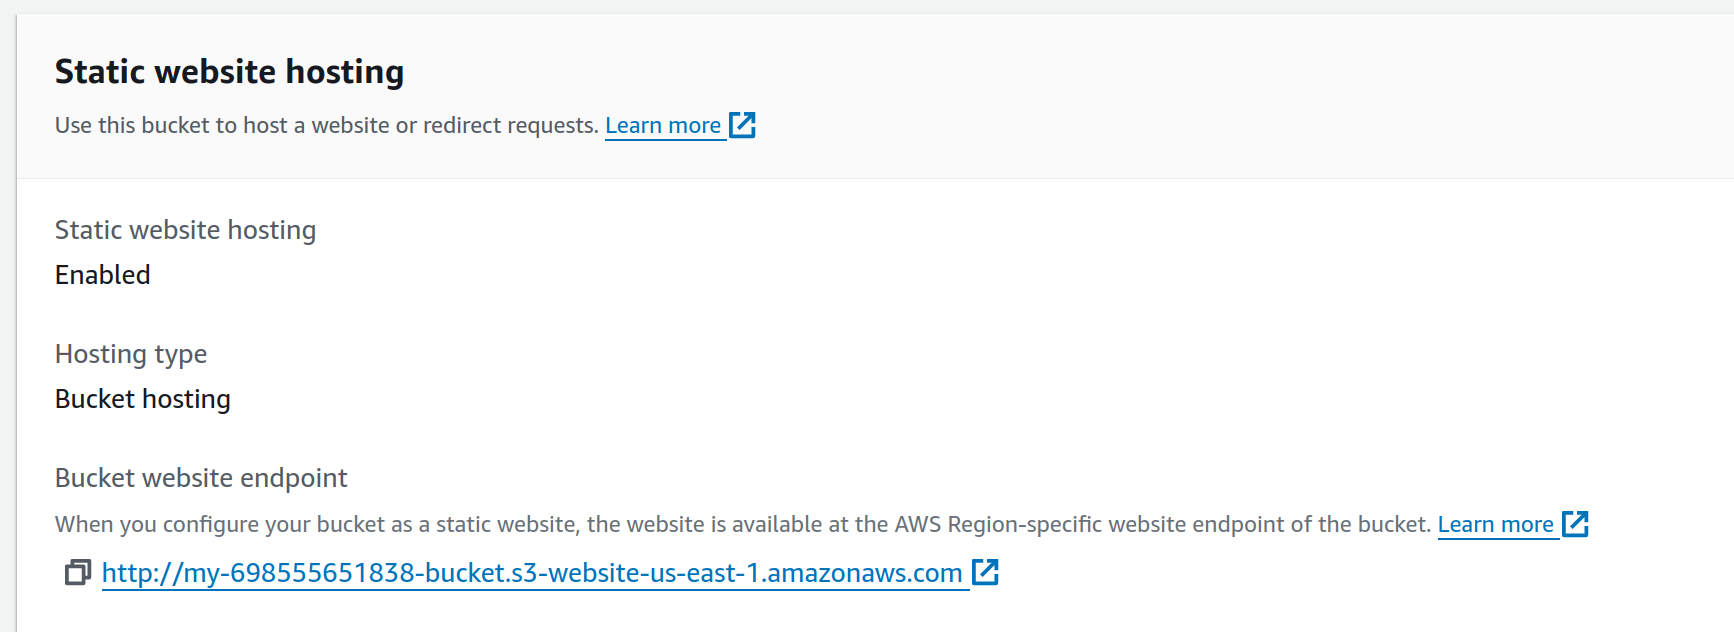 Static website hosting
Use this bucket to host a website or redirect requests. Learn more
Static website hosting
Enabled
Hosting type
Bucket hosting
Bucket website endpoint
When you configure your bucket as a static website, the website is available at the AWS Region-specific website endpoint of the bucket. Learn more
http://my-698555651838-bucket.s3-website-us-east-1.amazonaws.com